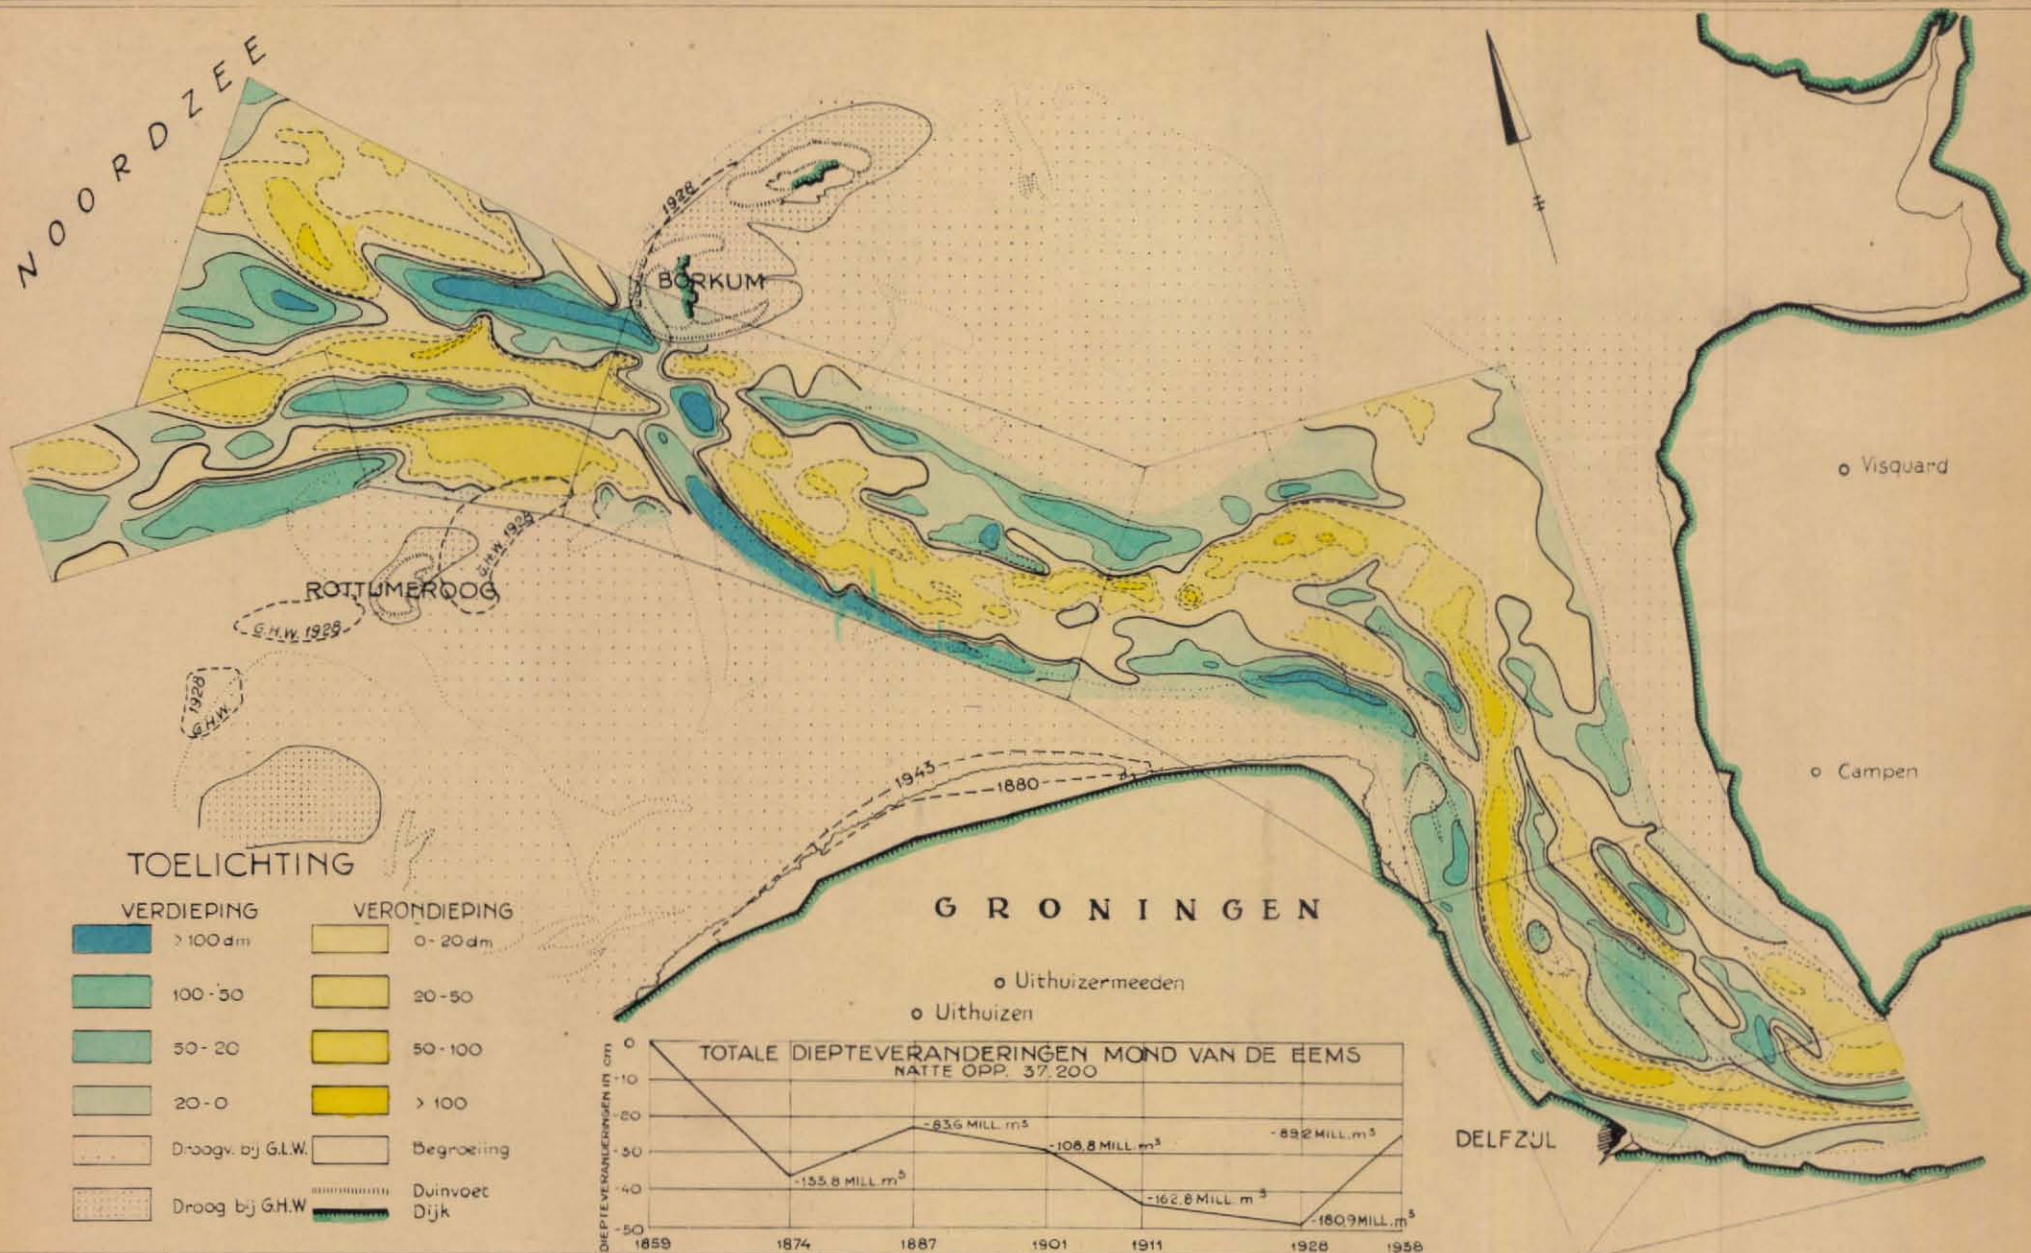 NOORDZEE
1928
BORKUM
Visquard
G.H.W. 1928
ROTTUMEROOG
G.H.W. 1928
1928
G.H.W.
Campen
1943
1880
TOELICHTING
VERDIEPING
VERONDIEPING
> 100 dm
0-20 dm
100-50
20-50
50-20
50-100
20-0
> 100
Droogv. bij G.L.W.
Begroeiing
Droog bij G.H.W
Duinvoet
Dijk
GRONINGEN
Uithuizermeeden
Uithuizen
DELFZIJL
TOTALE DIEPTEVERANDERINGEN MOND VAN DE EEMS
NATTE OPP. 37.200
DIEPTEVERANDERINGEN IN cm
0
-10
-20
-30
-40
-50
-83.6 MILL. m³
-108.8 MILL. m³
-89.2 MILL. m³
-135.8 MILL m³
-162.8 MILL. m³
-180.9 MILL. m³
1859
1874
1887
1901
1911
1928
1938